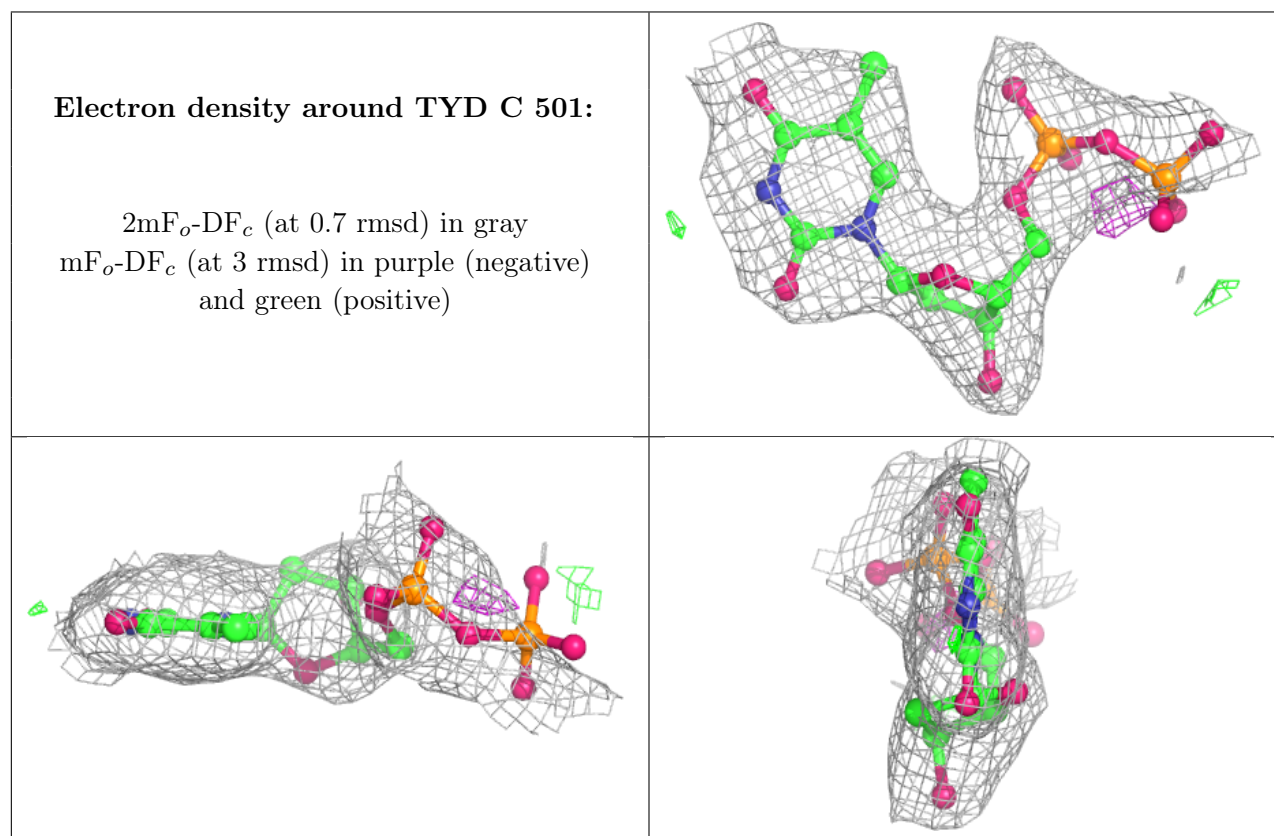 Electron density around TYD C 501:
2mFo-DFc (at 0.7 rmsd) in gray
mFo-DFc (at 3 rmsd) in purple (negative)
and green (positive)